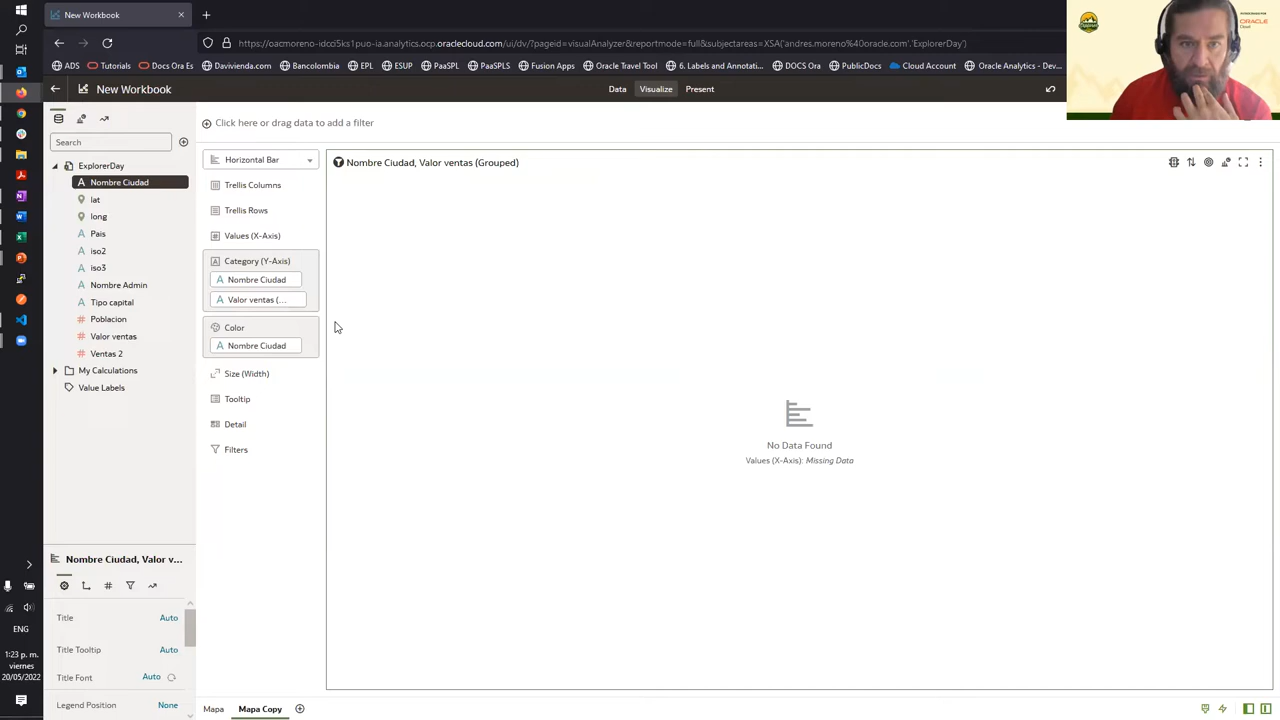 New Workbook
https://oacmoreno-idcci5ks1puo-ia.analytics.ocp.oraclecloud.com/ui/dv/?pageid=visualAnalyzer&reportmode=full&subjectareas=XSA('andres.moreno%40oracle.com'.'ExplorerDay')
ADS
Tutorials
Docs Ora Es
Davivienda.com
Bancolombia
EPL
ESUP
PaaSPL
PaaSPLS
Fusion Apps
Oracle Travel Tool
6. Labels and Annotati...
DOCS Ora
PublicDocs
Cloud Account
Oracle Analytics - Dev...
ORACLE
Cloud
New Workbook
Data
Visualize
Present
Click here or drag data to add a filter
Search
ExplorerDay
Nombre Ciudad
lat
long
Pais
iso2
iso3
Nombre Admin
Tipo capital
Poblacion
Valor ventas
Ventas 2
My Calculations
Value Labels
Horizontal Bar
Trellis Columns
Trellis Rows
Values (X-Axis)
Category (Y-Axis)
Nombre Ciudad
Valor ventas (...
Color
Nombre Ciudad
Size (Width)
Tooltip
Detail
Filters
Nombre Ciudad, Valor ventas (Grouped)
No Data Found
Values (X-Axis): Missing Data
Nombre Ciudad, Valor v...
Title
Auto
Title Tooltip
Auto
Title Font
Auto
Legend Position
None
Mapa
Mapa Copy
ENG
1:23 p. m.
viernes
20/05/2022